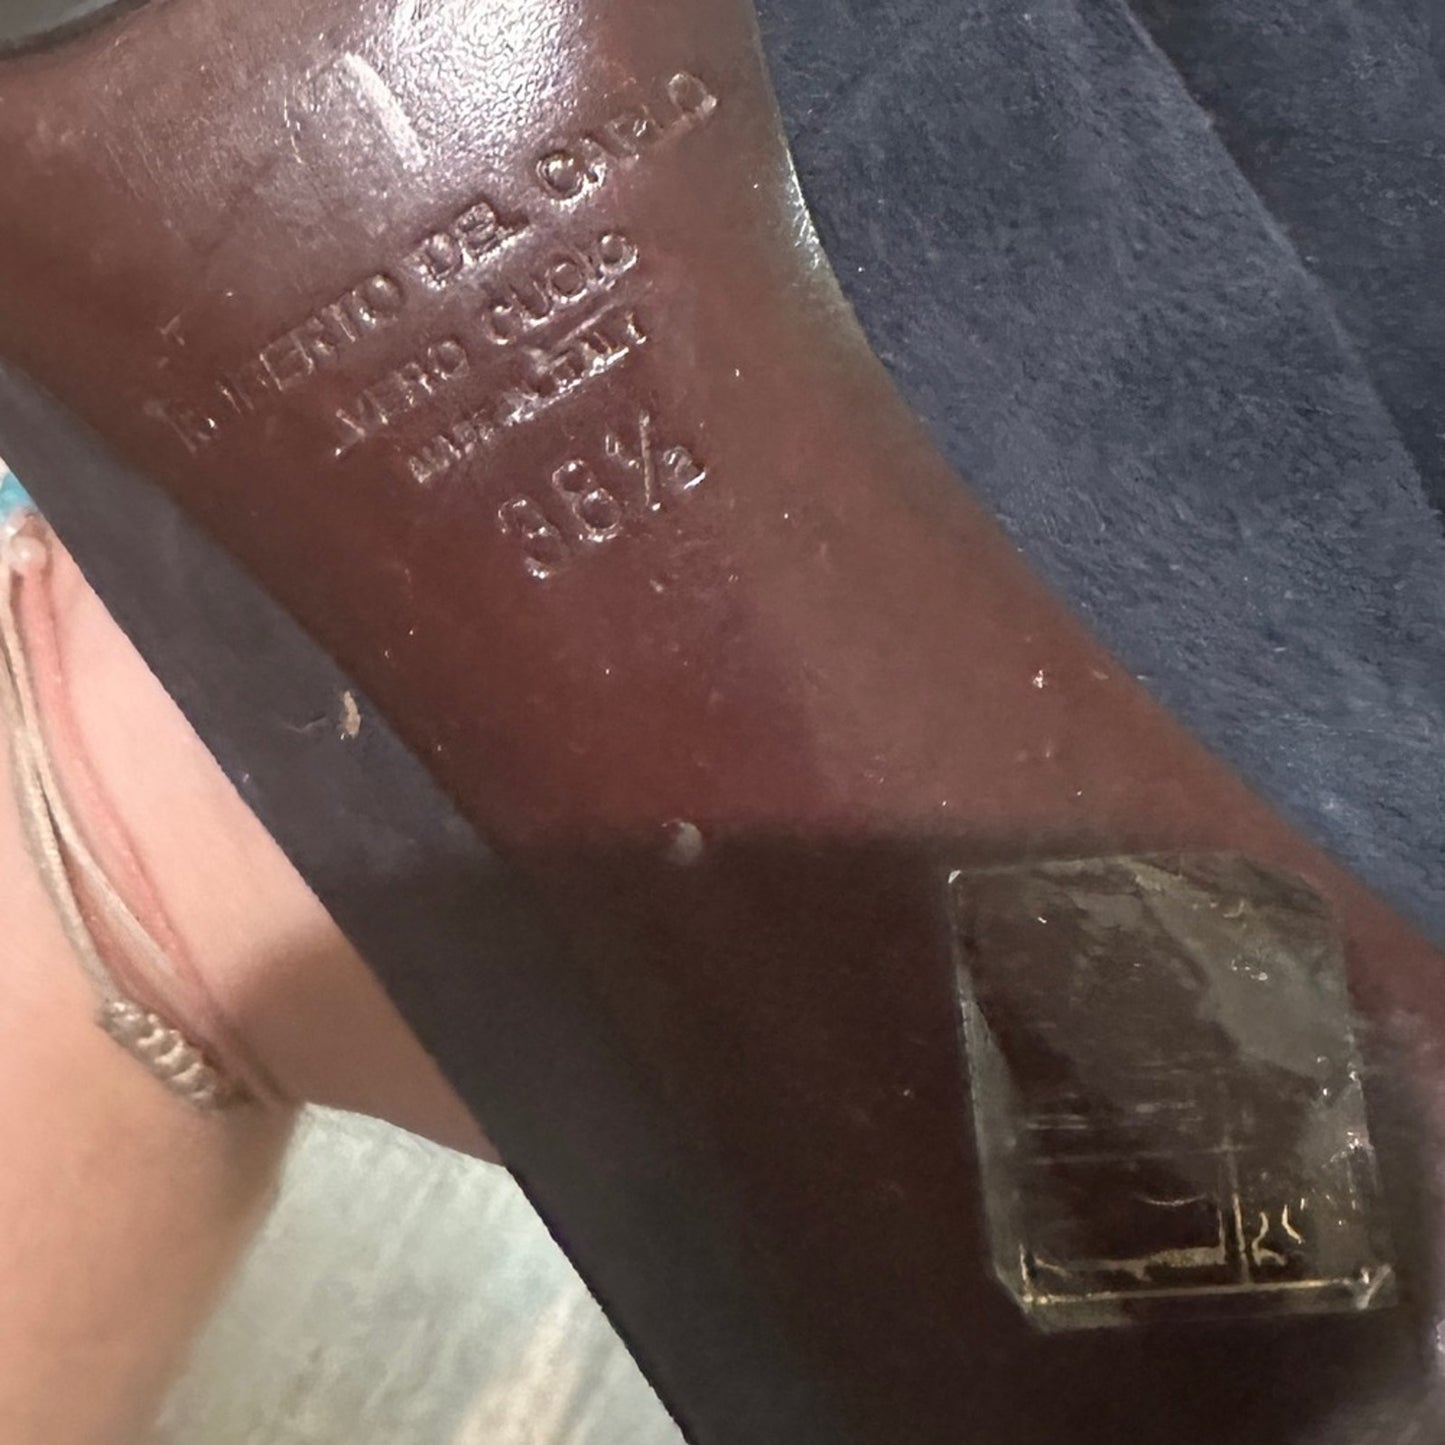 ROBERTO DEL CARLO
VERO CUOIO
MADE IN ITALY
38½